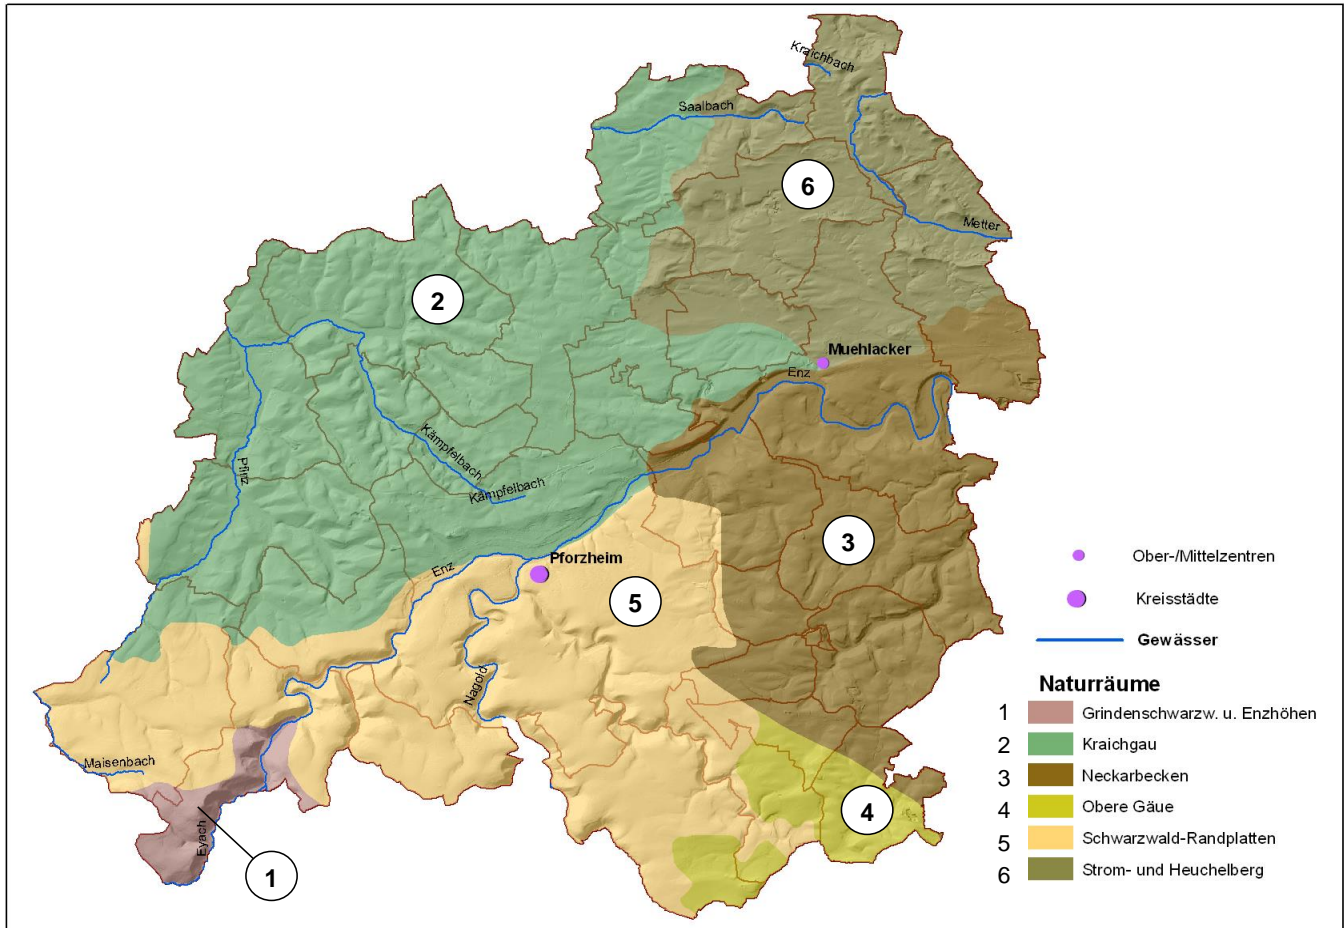 Kraichbach
Saalbach
6
Metter
2
Muehlacker
Enz
Kämpfelbach
Pfinz
Kämpfelbach
3
Pforzheim
Enz
5
Nagold
Maisenbach
4
Eyach
1
Ober-/Mittelzentren
Kreisstädte
Gewässer
Naturräume
1 Grindenschwarzw. u. Enzhöhen
2 Kraichgau
3 Neckarbecken
4 Obere Gäue
5 Schwarzwald-Randplatten
6 Strom- und Heuchelberg